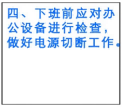 四、下班前应对办
公设备进行检查，
做好电源切断工作。